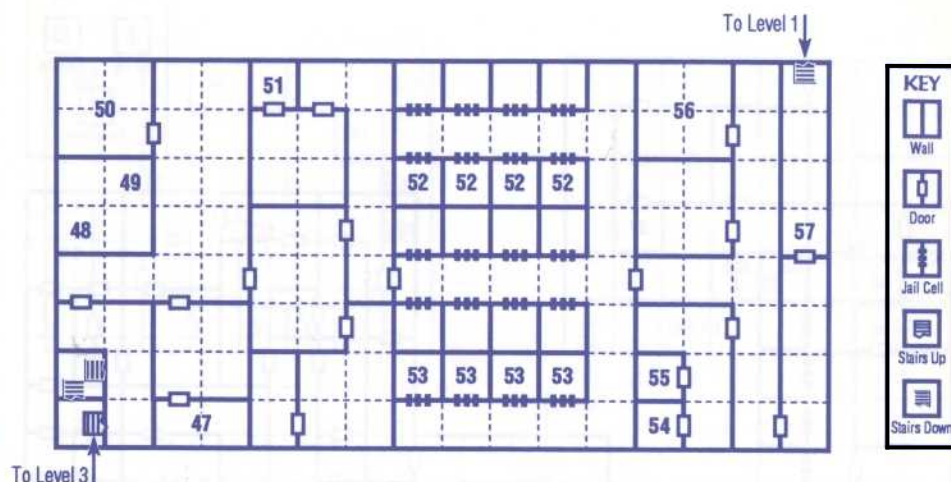 To Level 1
50
51
56
49
52 52 52 52
48
57
53 53 53 53
55
47
54
To Level 3
KEY
Wall
Door
Jail Cell
Stairs Up
Stairs Down